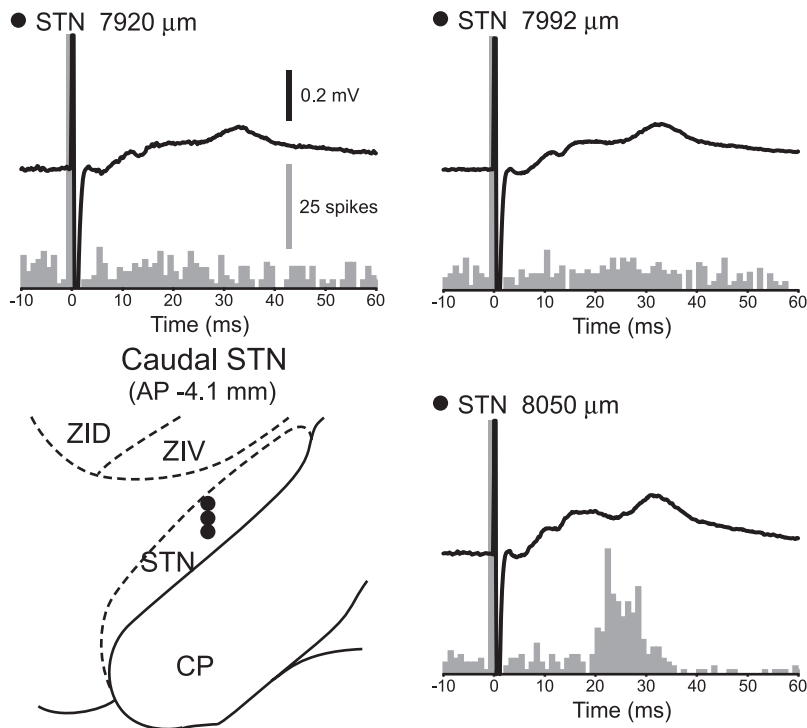 ● STN 7920 μm
0.2 mV
25 spikes
-10 0 10 20 30 40 50 60
Time (ms)
● STN 7992 μm
-10 0 10 20 30 40 50 60
Time (ms)
Caudal STN
(AP -4.1 mm)
ZID
ZIV
STN
CP
● STN 8050 μm
-10 0 10 20 30 40 50 60
Time (ms)